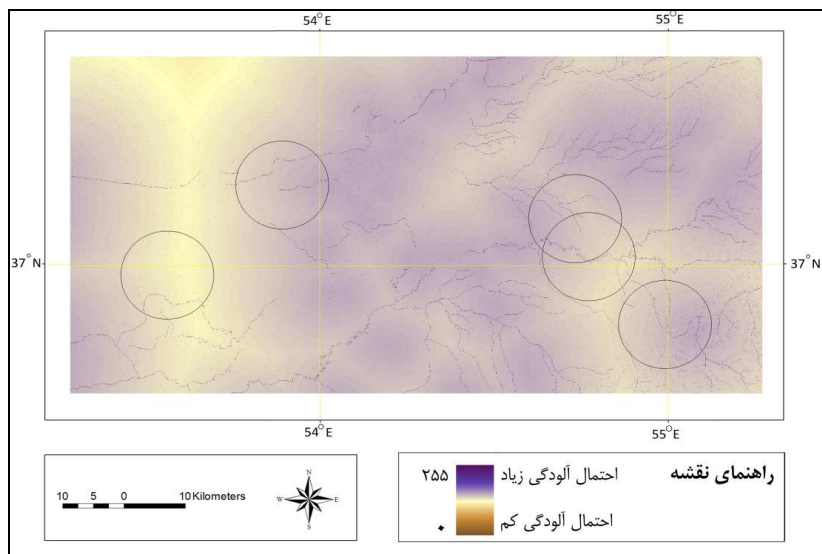 54°E
55°E
37°N
37°N
54°E
55°E
10 5 0 10 Kilometers
N
W E
S
راهنمای نقشه
احتمال آلودگی زیاد ۲۵۵
احتمال آلودگی کم ۰